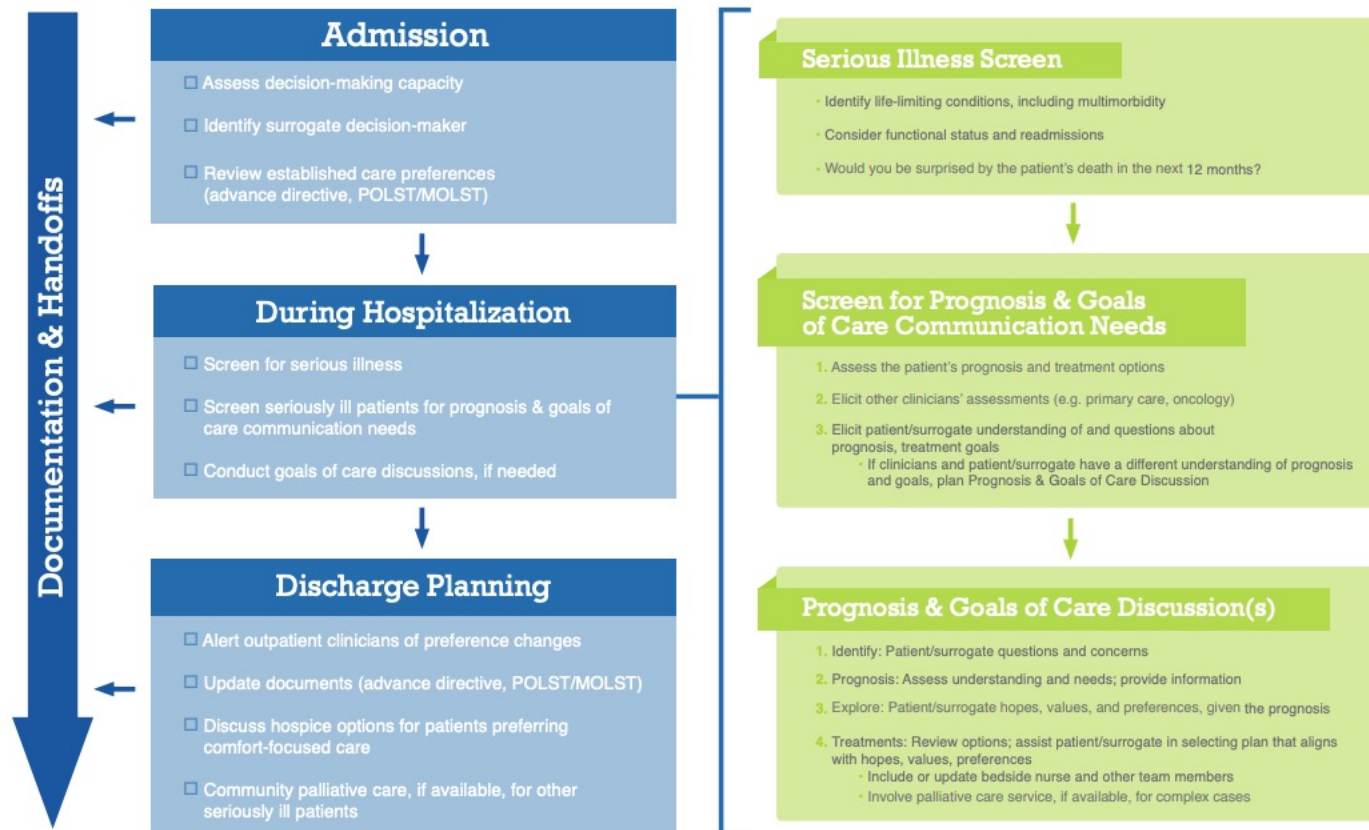 Documentation & Handoffs
Admission
Assess decision-making capacity
Identify surrogate decision-maker
Review established care preferences
(advance directive, POLST/MOLST)
During Hospitalization
Screen for serious illness
Screen seriously ill patients for prognosis & goals of
care communication needs
Conduct goals of care discussions, if needed
Discharge Planning
Alert outpatient clinicians of preference changes
Update documents (advance directive, POLST/MOLST)
Discuss hospice options for patients preferring
comfort-focused care
Community palliative care, if available, for other
seriously ill patients
Serious Illness Screen
• Identify life-limiting conditions, including multimorbidity
• Consider functional status and readmissions
• Would you be surprised by the patient's death in the next 12 months?
Screen for Prognosis & Goals
of Care Communication Needs
1. Assess the patient's prognosis and treatment options
2. Elicit other clinicians' assessments (e.g. primary care, oncology)
3. Elicit patient/surrogate understanding of and questions about
prognosis, treatment goals
• If clinicians and patient/surrogate have a different understanding of prognosis
and goals, plan Prognosis & Goals of Care Discussion
Prognosis & Goals of Care Discussion(s)
1. Identify: Patient/surrogate questions and concerns
2. Prognosis: Assess understanding and needs; provide information
3. Explore: Patient/surrogate hopes, values, and preferences, given the prognosis
4. Treatments: Review options; assist patient/surrogate in selecting plan that aligns
with hopes, values, preferences
• Include or update bedside nurse and other team members
• Involve palliative care service, if available, for complex cases